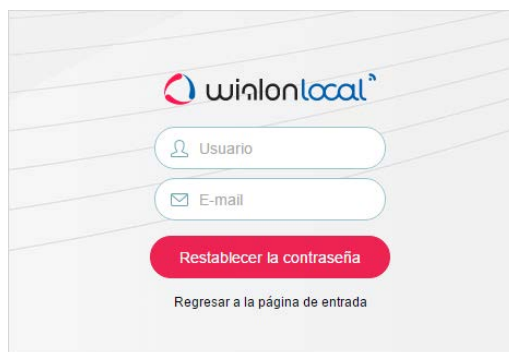 wialonlocal
Usuario
E-mail
Restablecer la contraseña
Regresar a la página de entrada